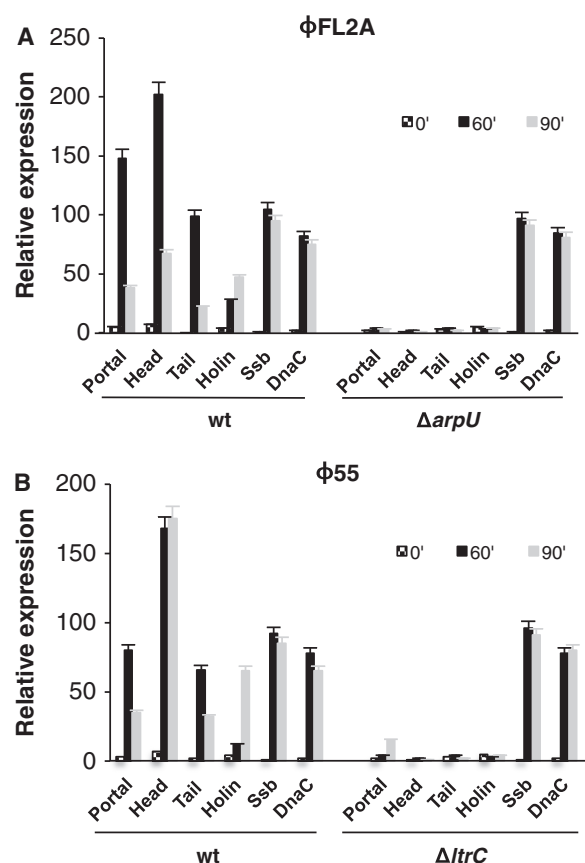 A
ϕFL2A
250
200
150
100
50
0
Relative expression
0' 60' 90'
Portal Head Tail Holin Ssb DnaC Portal Head Tail Holin Ssb DnaC
wt ΔarpU
B
ϕ55
200
150
100
50
0
Relative expression
0' 60' 90'
Portal Head Tail Holin Ssb DnaC Portal Head Tail Holin Ssb DnaC
wt ΔltrC